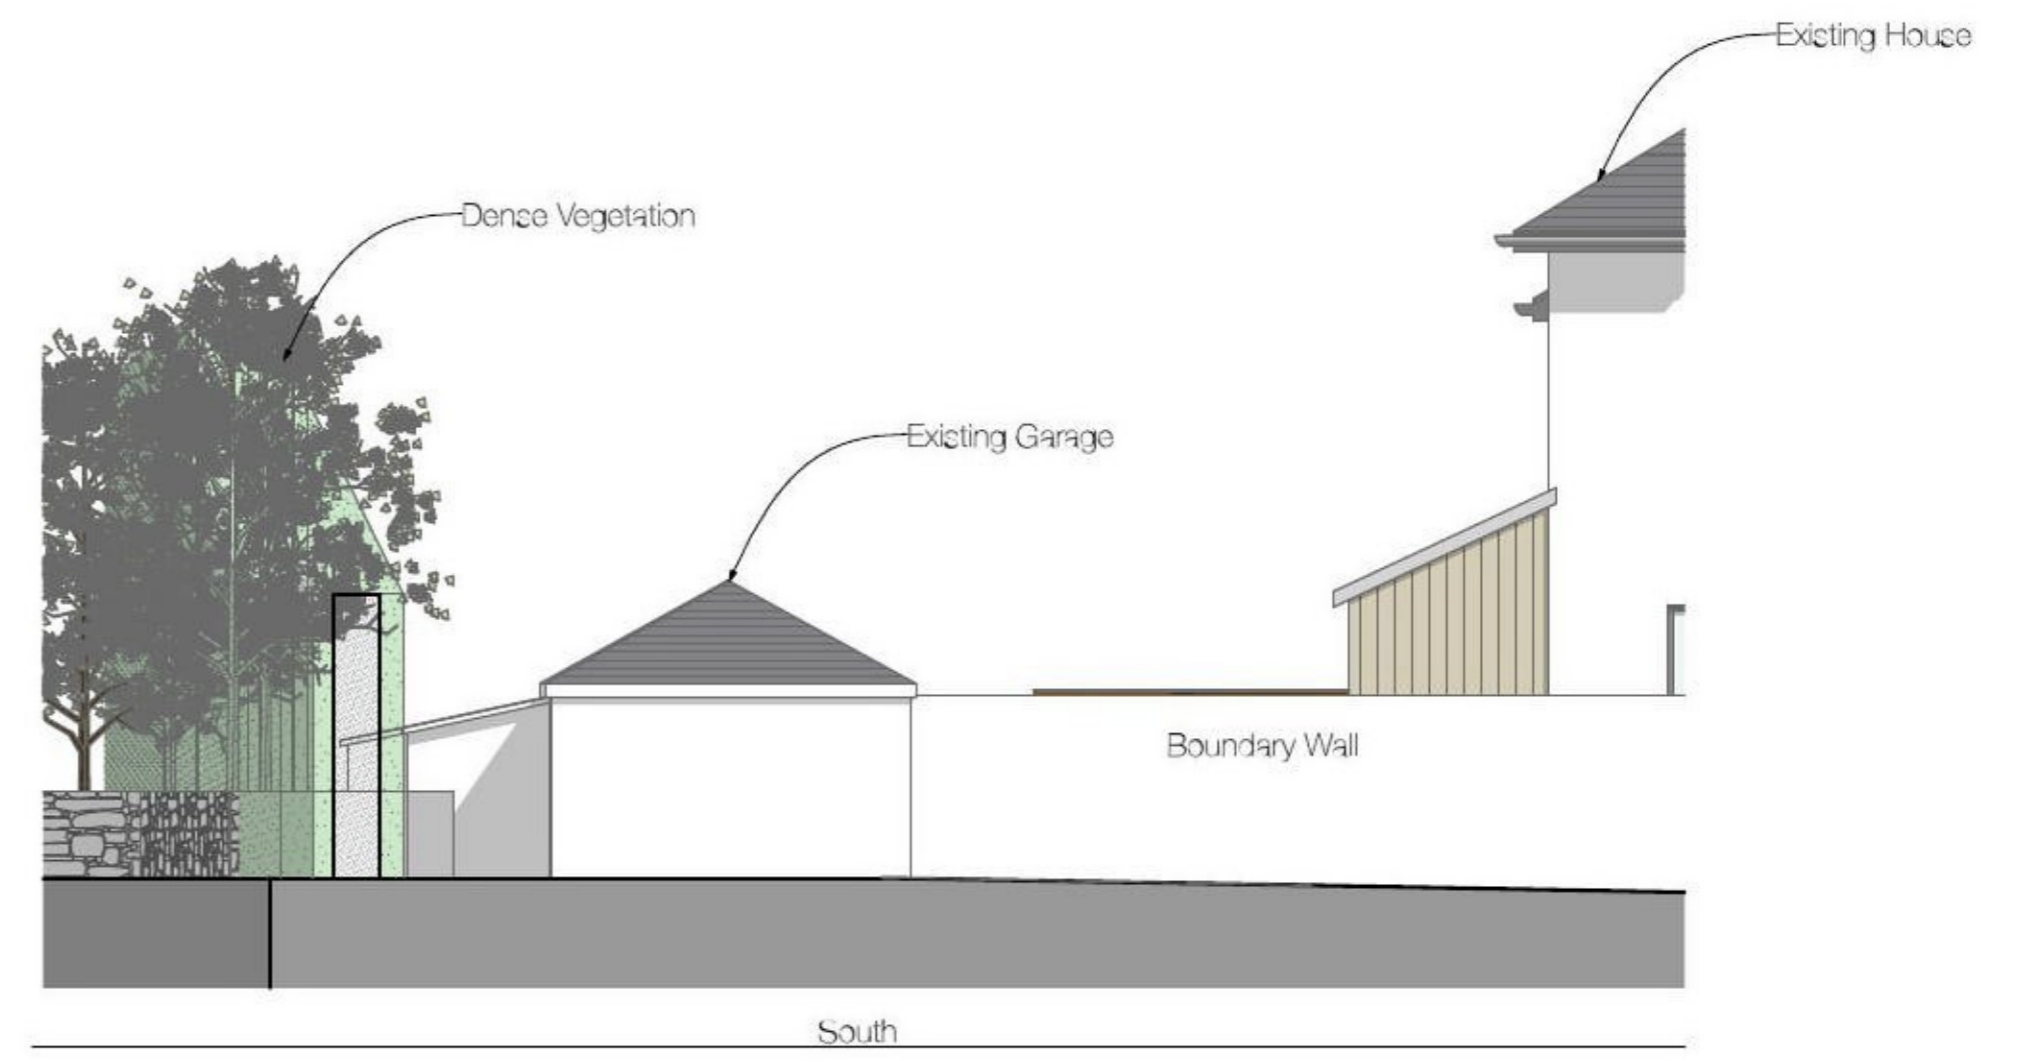 Existing House
Dense Vegetation
Existing Garage
Boundary Wall
South